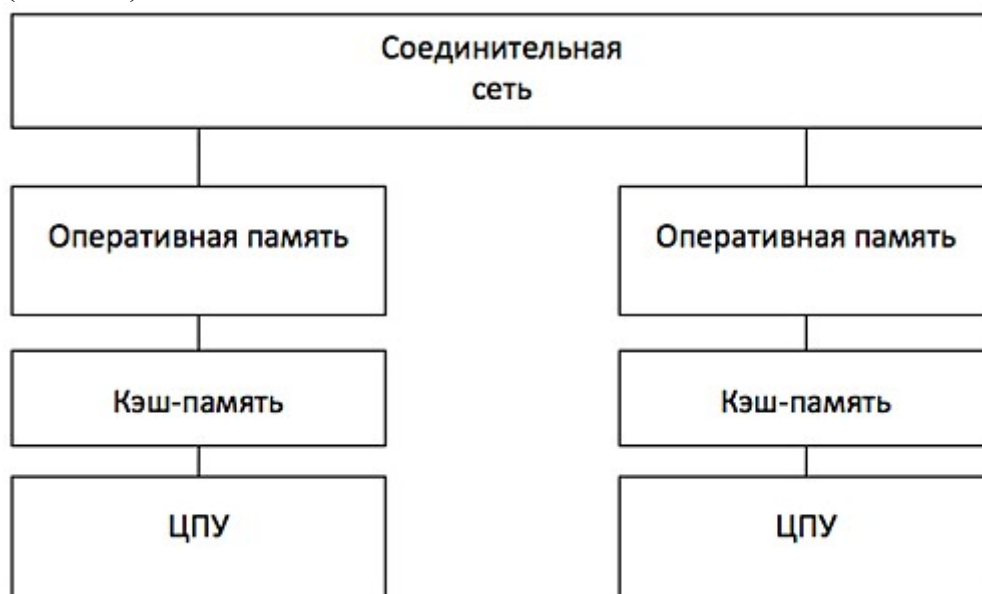 Соединительная
сеть
Оперативная память
Оперативная память
Кэш-память
Кэш-память
ЦПУ
ЦПУ